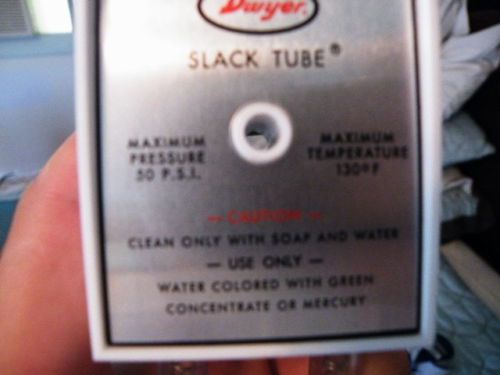 Dwyer.
SLACK TUBE®
MAXIMUM
PRESSURE
50 P.S.I.
MAXIMUM
TEMPERATURE
130°F
— CAUTION —
CLEAN ONLY WITH SOAP AND WATER
— USE ONLY —
WATER COLORED WITH GREEN
CONCENTRATE OR MERCURY